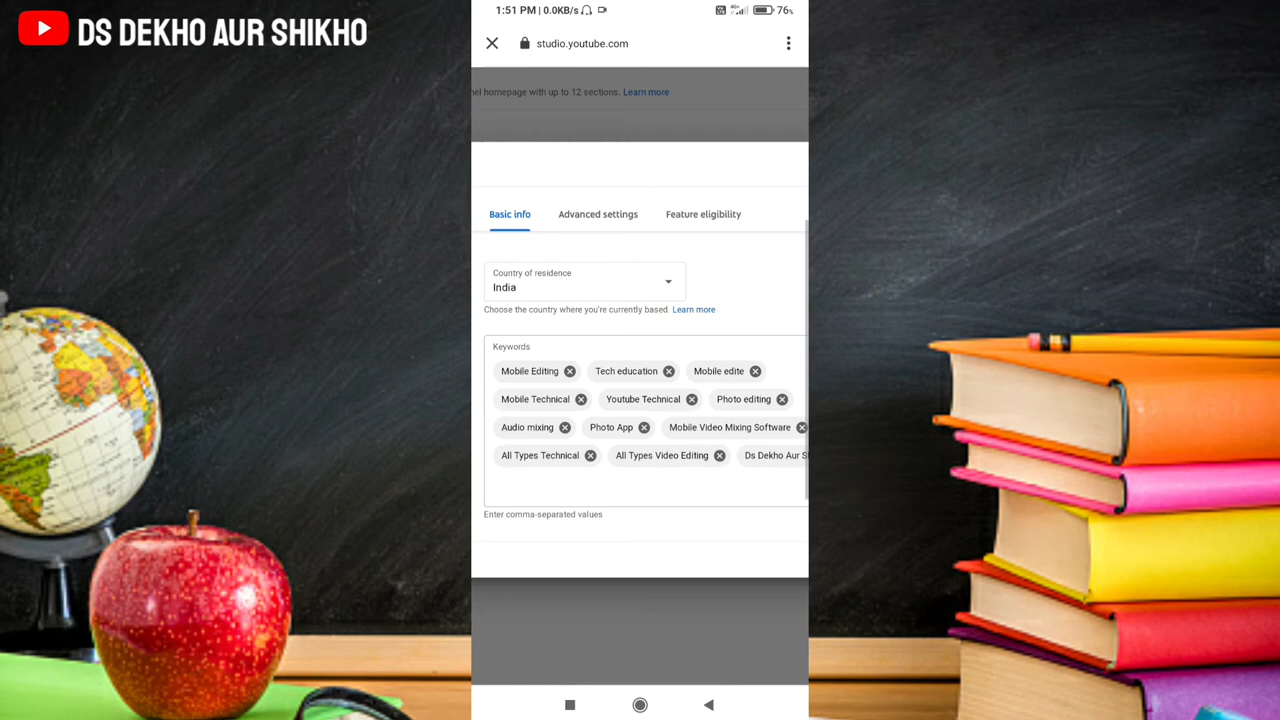 DS DEKHO AUR SHIKHO
1:51 PM | 0.0KB/s 4G+ 76%
studio.youtube.com
nel homepage with up to 12 sections. Learn more
Basic info Advanced settings Feature eligibility
Country of residence
India
Choose the country where you're currently based. Learn more
Keywords
Mobile Editing Tech education Mobile edite
Mobile Technical Youtube Technical Photo editing
Audio mixing Photo App Mobile Video Mixing Software
All Types Technical All Types Video Editing Ds Dekho Aur S
Enter comma-separated values